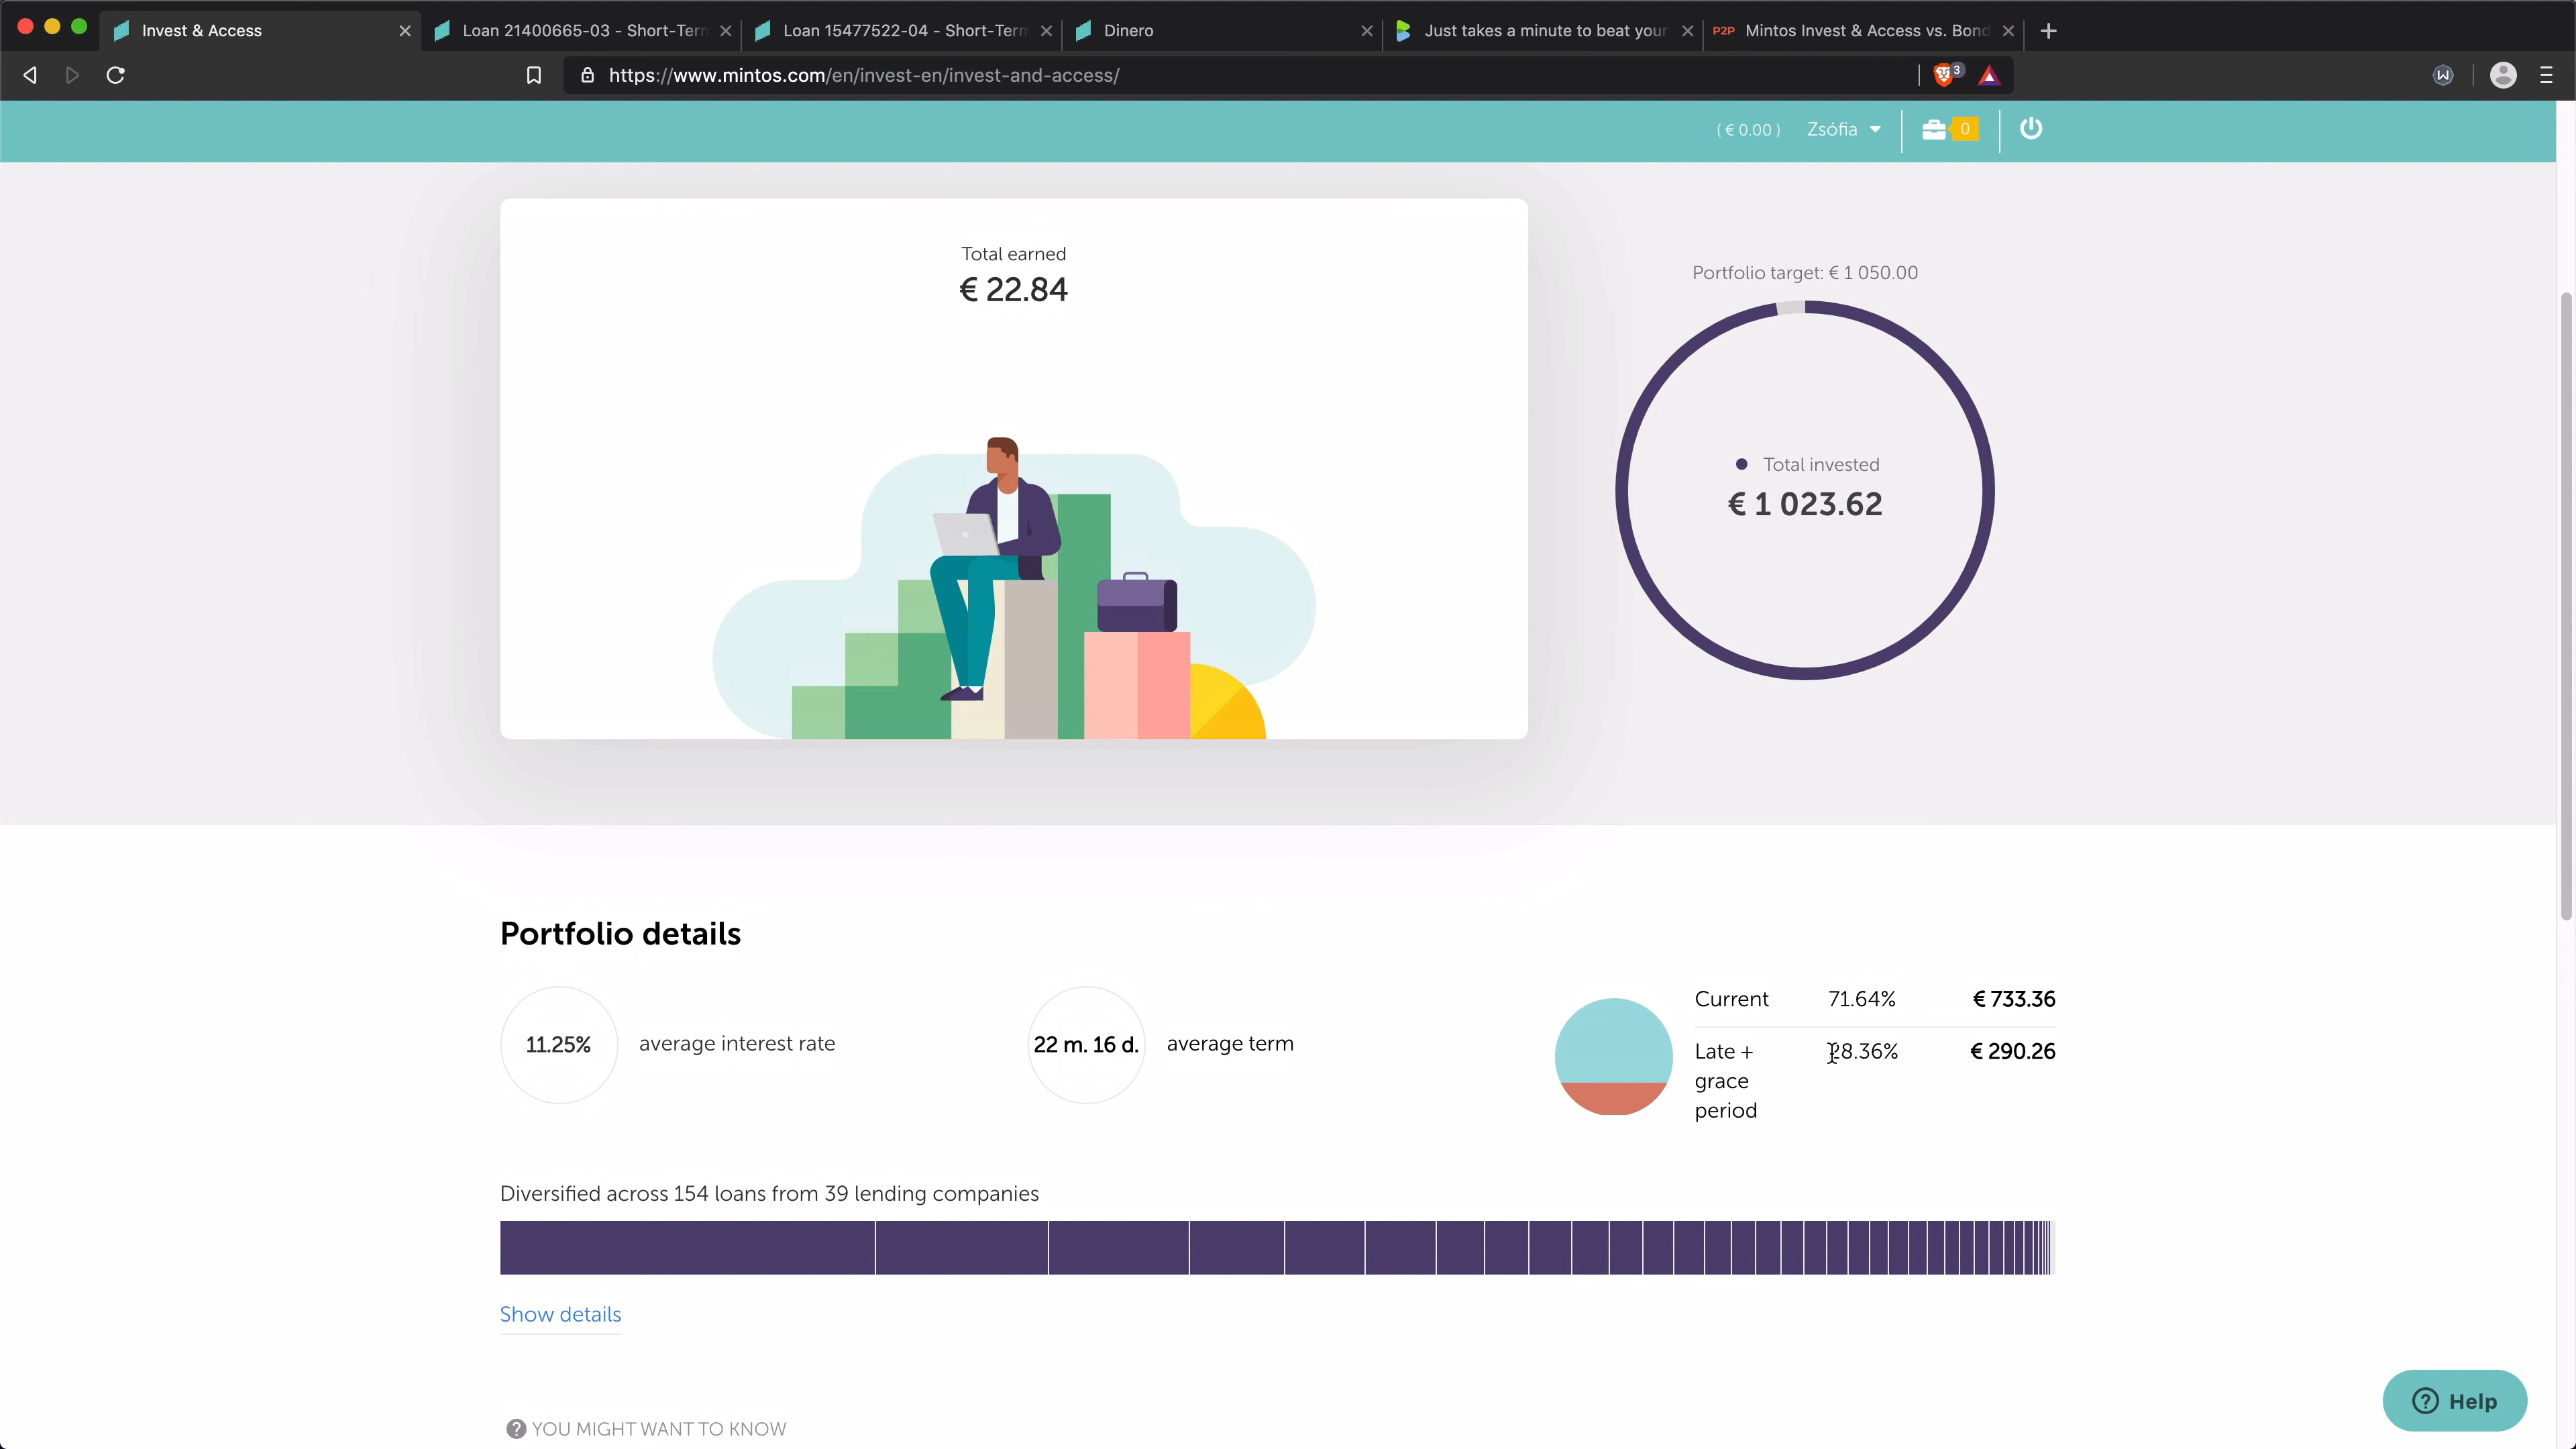 Invest & Access
Loan 21400665-03 - Short-Term
Loan 15477522-04 - Short-Term
Dinero
Just takes a minute to beat your
P2P Mintos Invest & Access vs. Bond
https://www.mintos.com/en/invest-en/invest-and-access/
3
( € 0.00 ) Zsófia 0
Total earned
€ 22.84
Portfolio target: € 1 050.00
Total invested
€ 1 023.62
Portfolio details
11.25% average interest rate
22 m. 16 d. average term
Current 71.64% € 733.36
Late + 28.36% € 290.26
grace
period
Diversified across 154 loans from 39 lending companies
Show details
? YOU MIGHT WANT TO KNOW
? Help